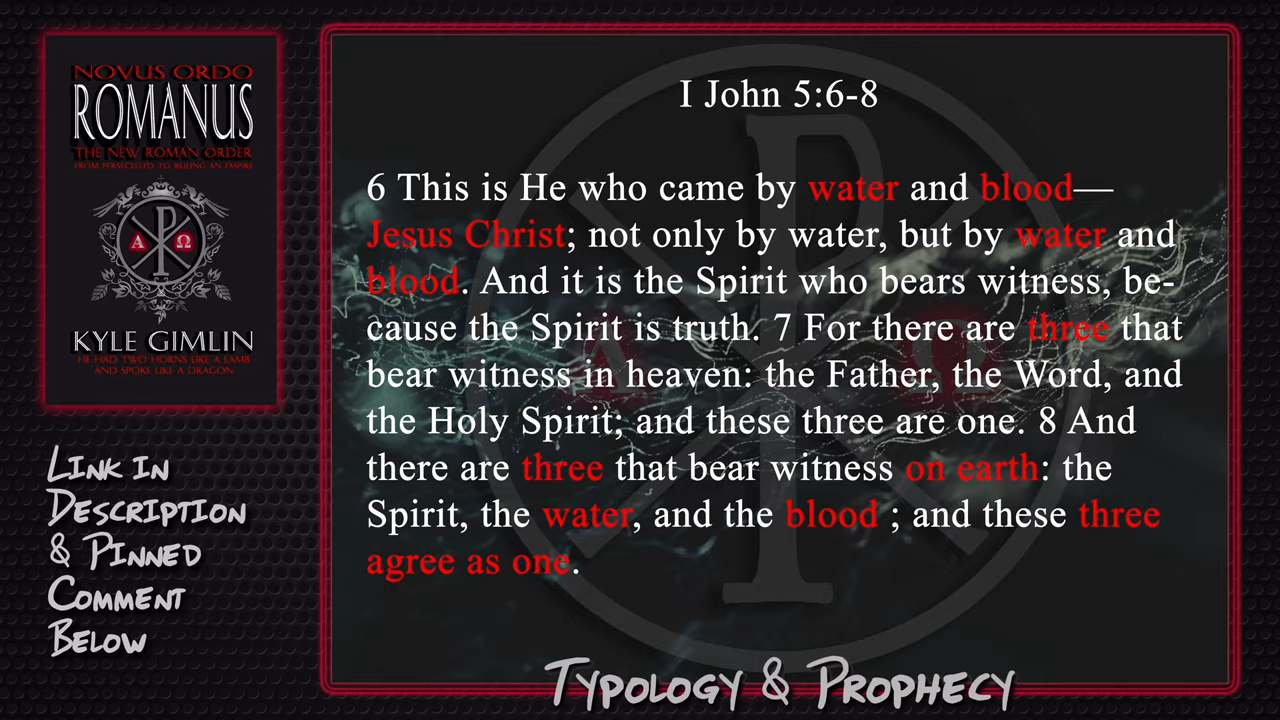 NOVUS ORDO
ROMANUS
THE NEW ROMAN ORDER
FROM PERSECUTED TO RULING AN EMPIRE
Α Ω
KYLE GIMLIN
HE HAD TWO HORNS LIKE A LAMB
AND SPOKE LIKE A DRAGON
LINK IN
DESCRIPTION
& PINNED
COMMENT
BELOW
I John 5:6-8
6 This is He who came by water and blood—
Jesus Christ; not only by water, but by water and
blood. And it is the Spirit who bears witness, be-
cause the Spirit is truth. 7 For there are three that
bear witness in heaven: the Father, the Word, and
the Holy Spirit; and these three are one. 8 And
there are three that bear witness on earth: the
Spirit, the water, and the blood ; and these three
agree as one.
Α Ω
TYPOLOGY & PROPHECY